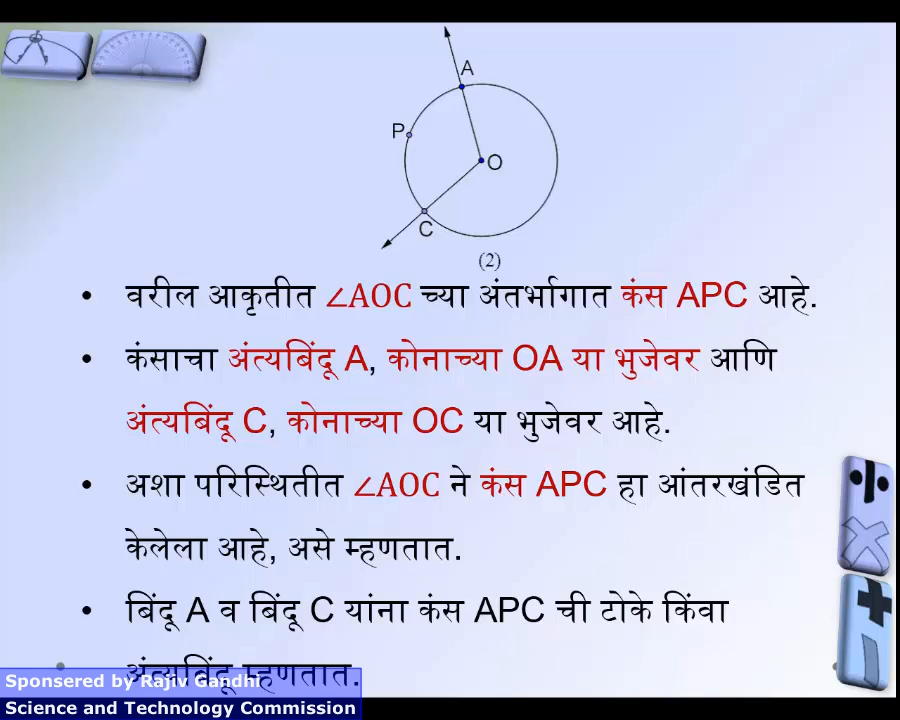 A
P
O
C
(2)
• वरील आकृतीत ∠AOC च्या अंतर्भागात कंस APC आहे.
• कंसाचा अंत्यबिंदू A, कोनाच्या OA या भुजेवर आणि
अंत्यबिंदू C, कोनाच्या OC या भुजेवर आहे.
• अशा परिस्थितीत ∠AOC ने कंस APC हा आंतरखंडित
केलेला आहे, असे म्हणतात.
• बिंदू A व बिंदू C यांना कंस APC ची टोके किंवा
अंत्यबिंदू म्हणतात.
Sponsered by Rajiv Gandhi
Science and Technology Commission